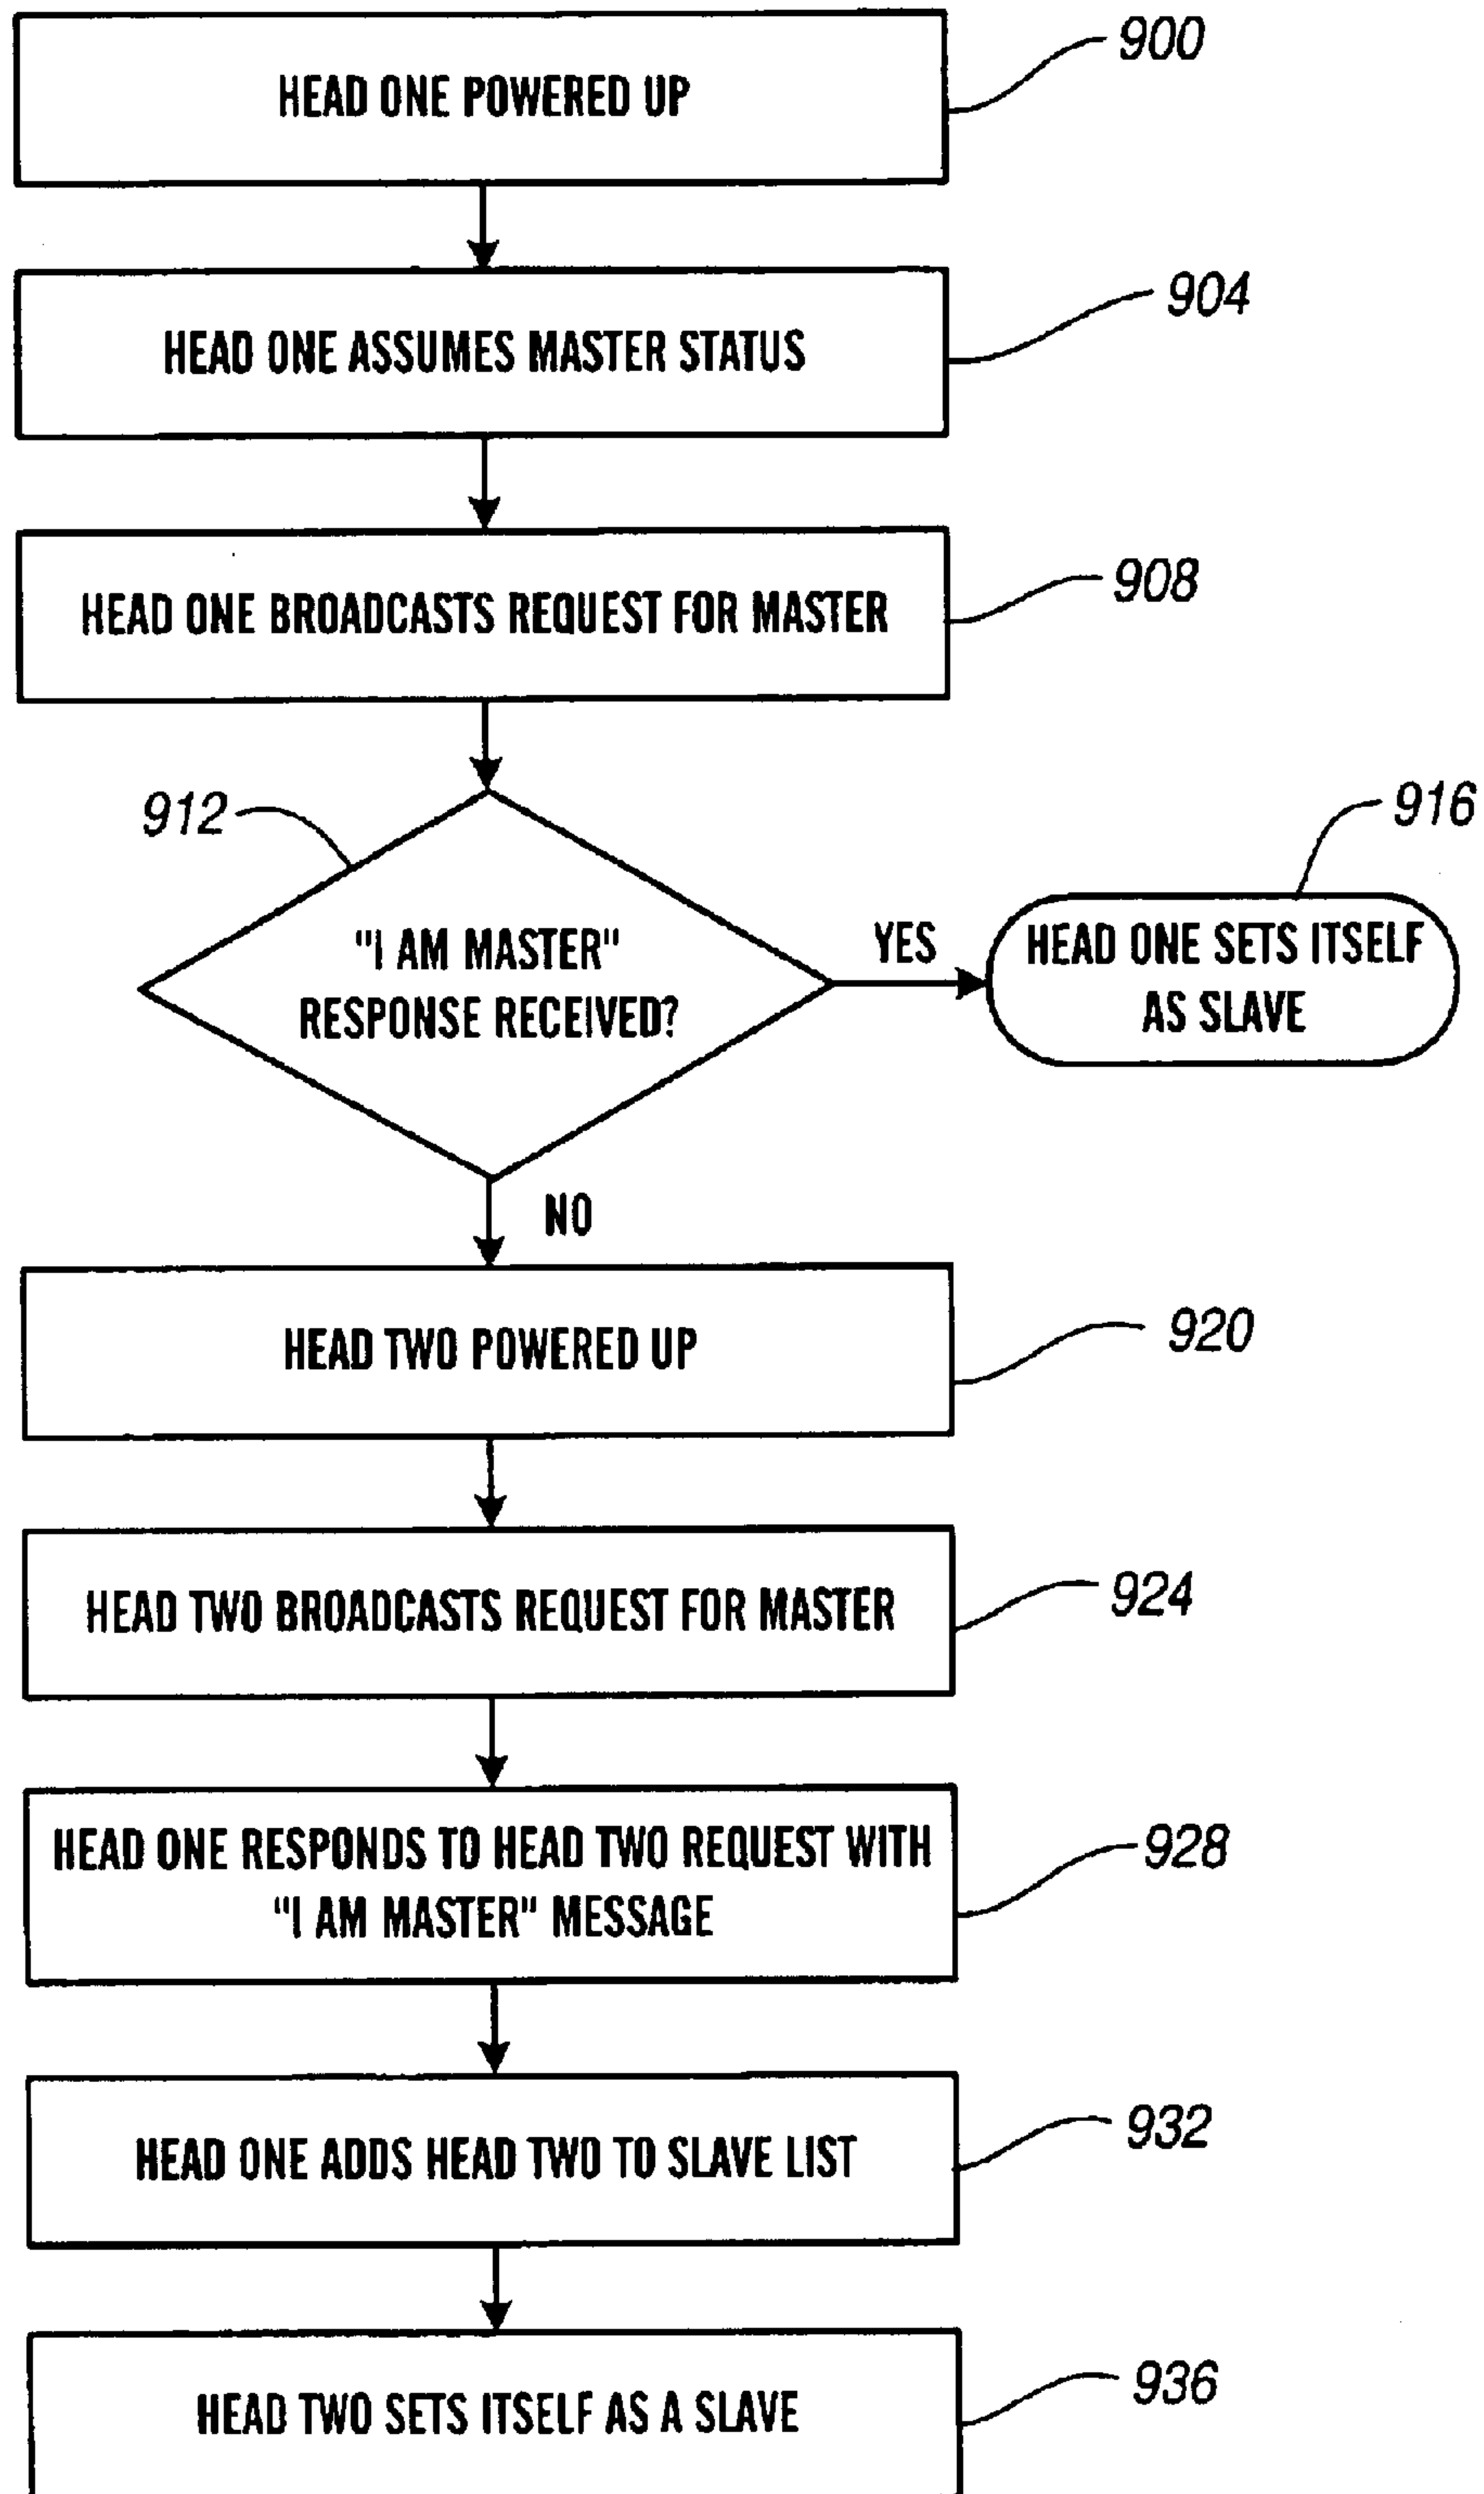 HEAD ONE POWERED UP
900
HEAD ONE ASSUMES MASTER STATUS
904
HEAD ONE BROADCASTS REQUEST FOR MASTER
908
912
"I AM MASTER"
RESPONSE RECEIVED?
YES
916
HEAD ONE SETS ITSELF
AS SLAVE
NO
HEAD TWO POWERED UP
920
HEAD TWO BROADCASTS REQUEST FOR MASTER
924
HEAD ONE RESPONDS TO HEAD TWO REQUEST WITH
"I AM MASTER" MESSAGE
928
HEAD ONE ADDS HEAD TWO TO SLAVE LIST
932
HEAD TWO SETS ITSELF AS A SLAVE
936